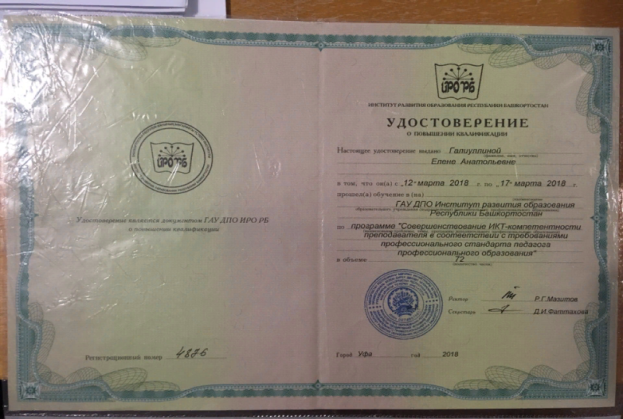 ИРО РБ
Удостоверение является документом ГАУ ДПО ИРО РБ
о повышении квалификации
Регистрационный номер 4876
ИРО РБ
ИНСТИТУТ РАЗВИТИЯ ОБРАЗОВАНИЯ РЕСПУБЛИКИ БАШКОРТОСТАН
УДОСТОВЕРЕНИЕ
О ПОВЫШЕНИИ КВАЛИФИКАЦИИ
Настоящее удостоверение выдано Галиуллиной
(фамилия, имя, отчество)
Елене Анатольевне
в том, что он(а) с 12 марта 2018 г. по 17 марта 2018 г.
прошел(а) обучение в (на)
ГАУ ДПО Институт развития образования
Республики Башкортостан
по программе "Совершенствование ИКТ-компетентности
преподавателя в соответствии с требованиями
профессионального стандарта педагога
профессионального образования"
в объеме 72
Ректор Р.Г.Мазитов
Секретарь Д.И.Фаттахова
Город Уфа год 2018